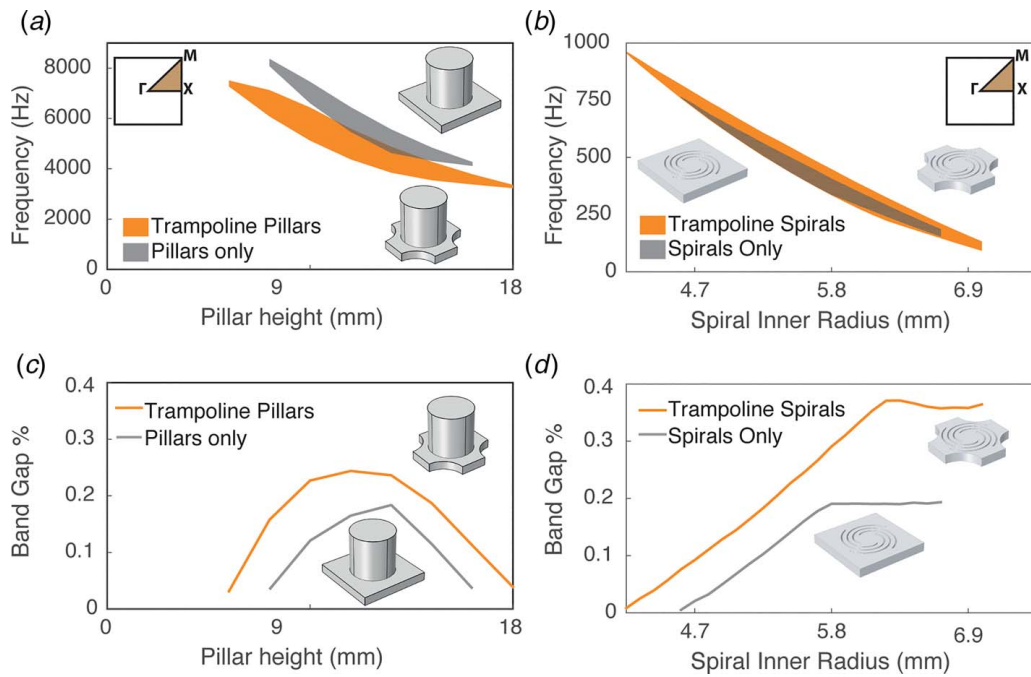 (a)
Frequency (Hz)
8000
6000
4000
2000
0
M
Γ
X
Trampoline Pillars
Pillars only
0
9
18
Pillar height (mm)
(b)
Frequency (Hz)
1000
750
500
250
0
M
Γ
X
Trampoline Spirals
Spirals Only
4.7
5.8
6.9
Spiral Inner Radius (mm)
(c)
Band Gap %
0.4
0.3
0.2
0.1
0
Trampoline Pillars
Pillars only
0
9
18
Pillar height (mm)
(d)
Band Gap %
0.4
0.3
0.2
0.1
0
Trampoline Spirals
Spirals Only
4.7
5.8
6.9
Spiral Inner Radius (mm)